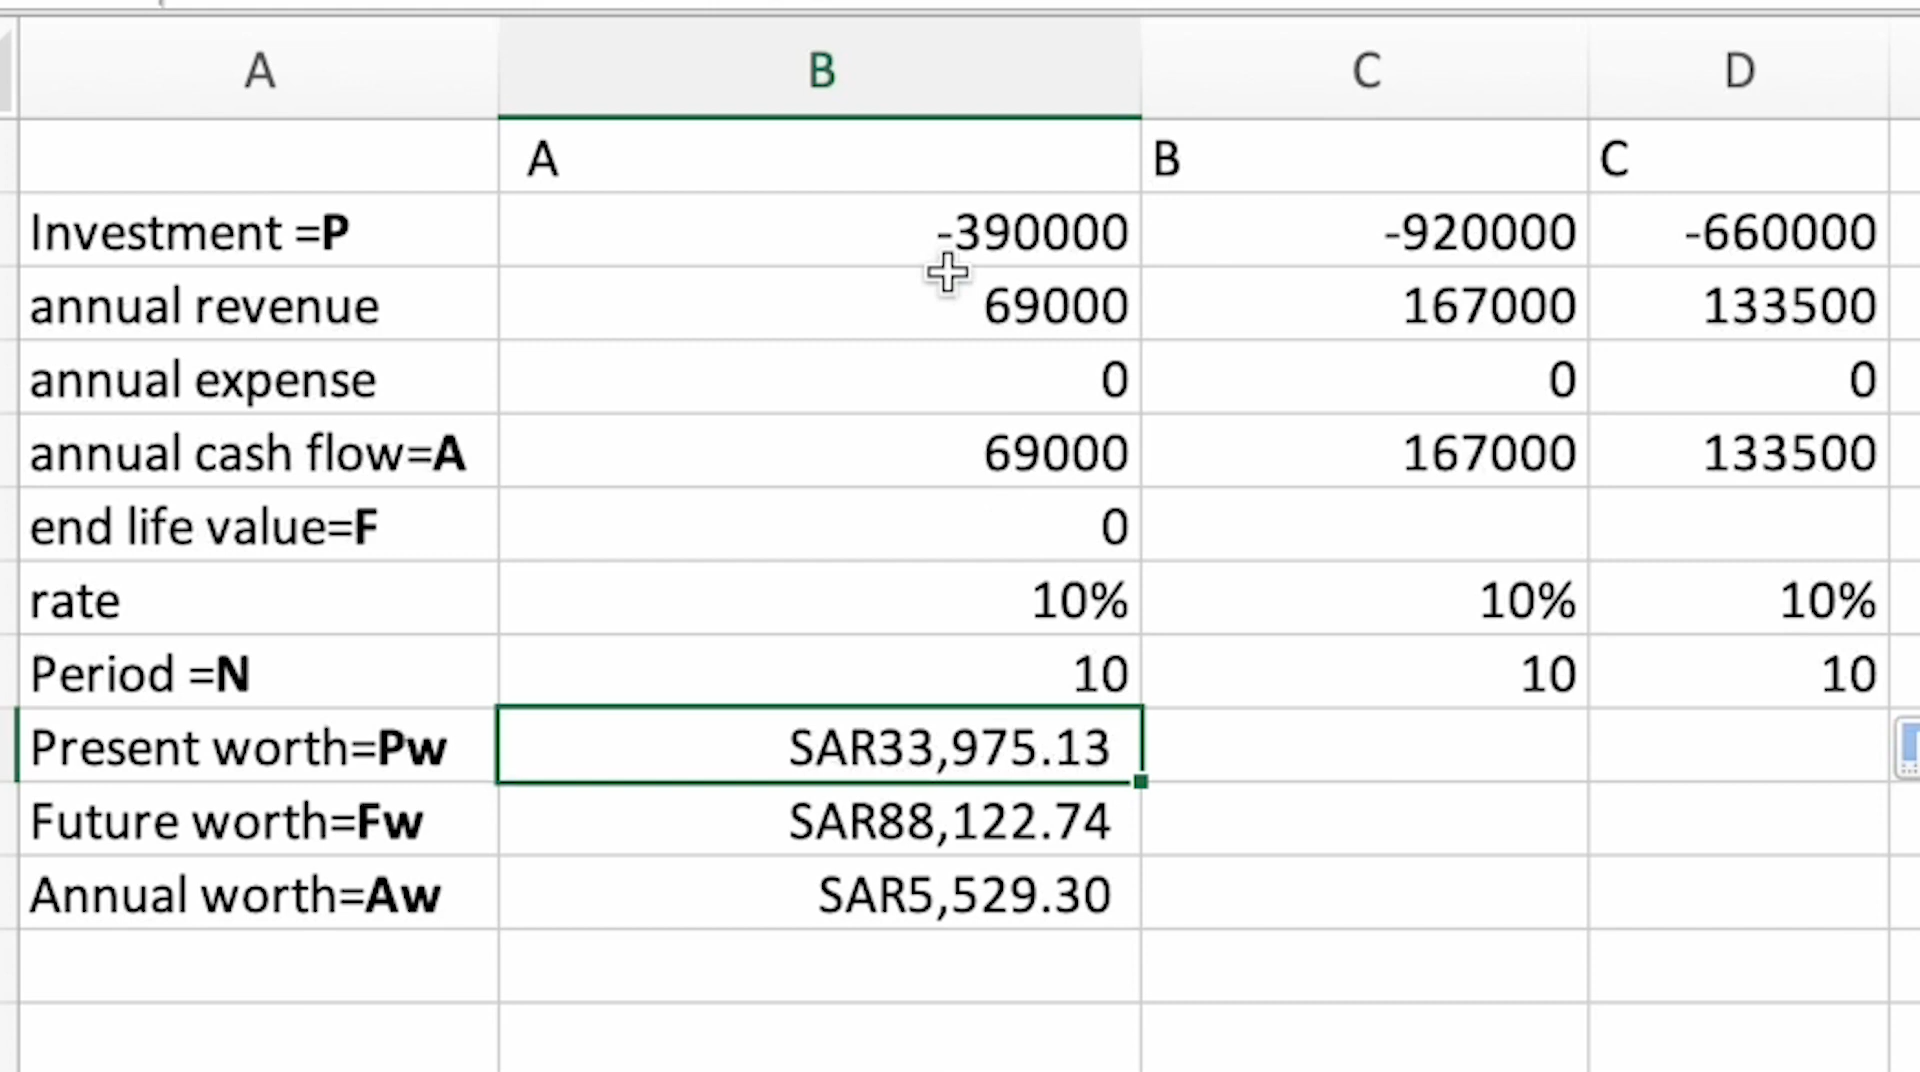 A B C D
A B C
Investment =P -390000 -920000 -660000
annual revenue 69000 167000 133500
annual expense 0 0 0
annual cash flow=A 69000 167000 133500
end life value=F 0
rate 10% 10% 10%
Period =N 10 10 10
Present worth=Pw SAR33,975.13
Future worth=Fw SAR88,122.74
Annual worth=Aw SAR5,529.30